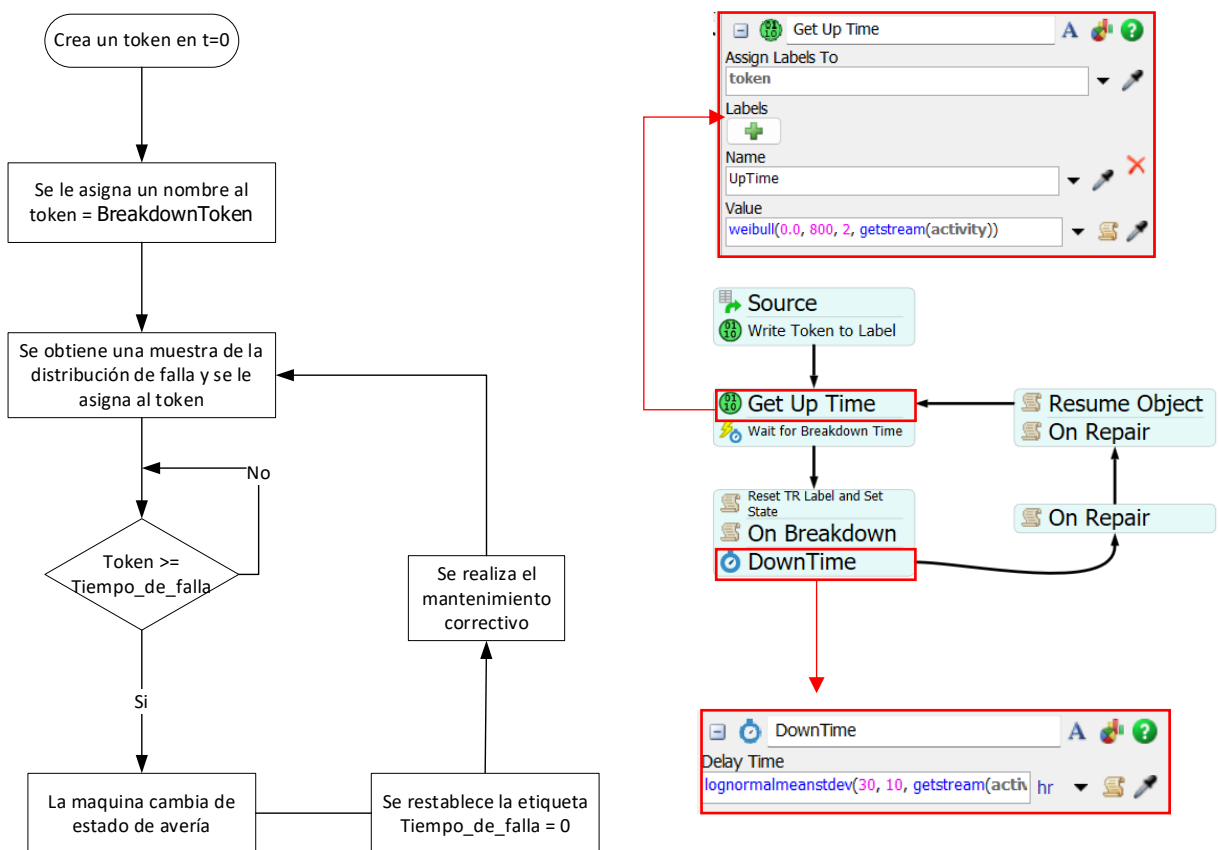 Crea un token en t=0
Se le asigna un nombre al
token = BreakdownToken
Se obtiene una muestra de la
distribución de falla y se le
asigna al token
No
Token >=
Tiempo_de_falla
Si
La maquina cambia de
estado de avería
Se restablece la etiqueta
Tiempo_de_falla = 0
Se realiza el
mantenimiento
correctivo
Get Up Time
A
?
Assign Labels To
token
Labels
Name
UpTime
Value
weibull(0.0, 800, 2, getstream(activity))
Source
Write Token to Label
Get Up Time
Wait for Breakdown Time
Reset TR Label and Set
State
On Breakdown
DownTime
Resume Object
On Repair
On Repair
DownTime
A
?
Delay Time
lognormalmeanstdev(30, 10, getstream(activ
hr